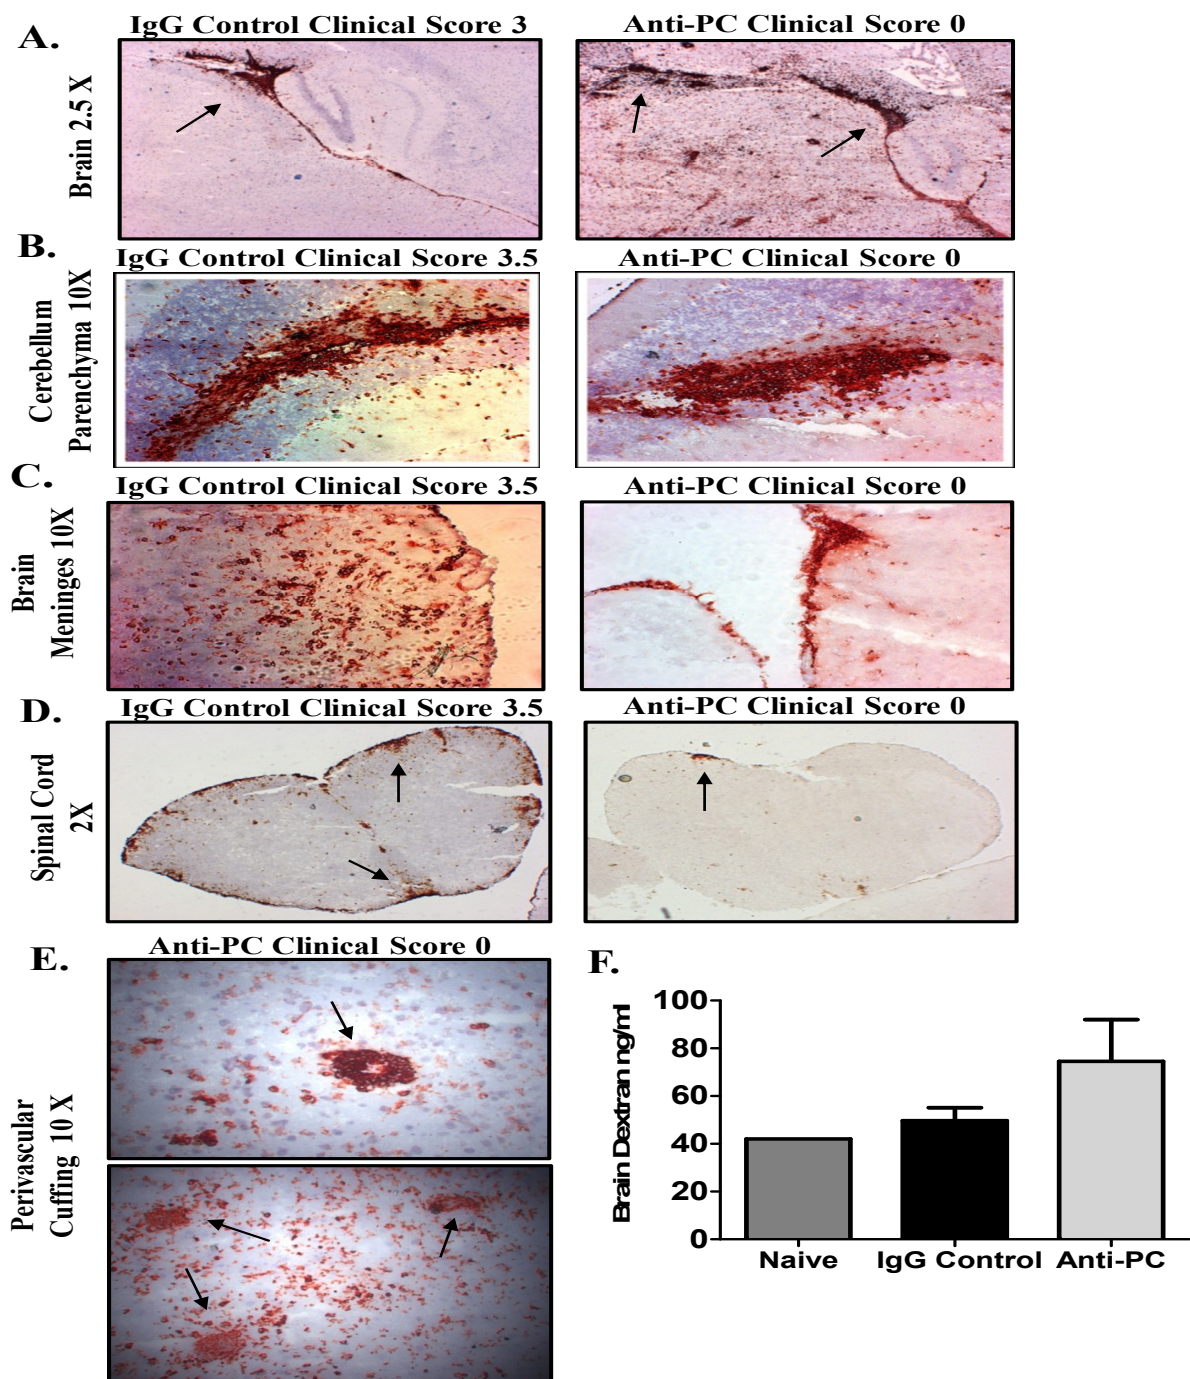 A.
IgG Control Clinical Score 3
Anti-PC Clinical Score 0
Brain 2.5 X
B.
IgG Control Clinical Score 3.5
Anti-PC Clinical Score 0
Cerebellum
Parenchyma 10X
C.
IgG Control Clinical Score 3.5
Anti-PC Clinical Score 0
Brain
Meninges 10X
D.
IgG Control Clinical Score 3.5
Anti-PC Clinical Score 0
Spinal Cord
2X
E.
Anti-PC Clinical Score 0
Perivascular
Cuffing 10 X
F.
Brain Dextran ng/ml
100
80
60
40
20
0
Naive
IgG Control
Anti-PC